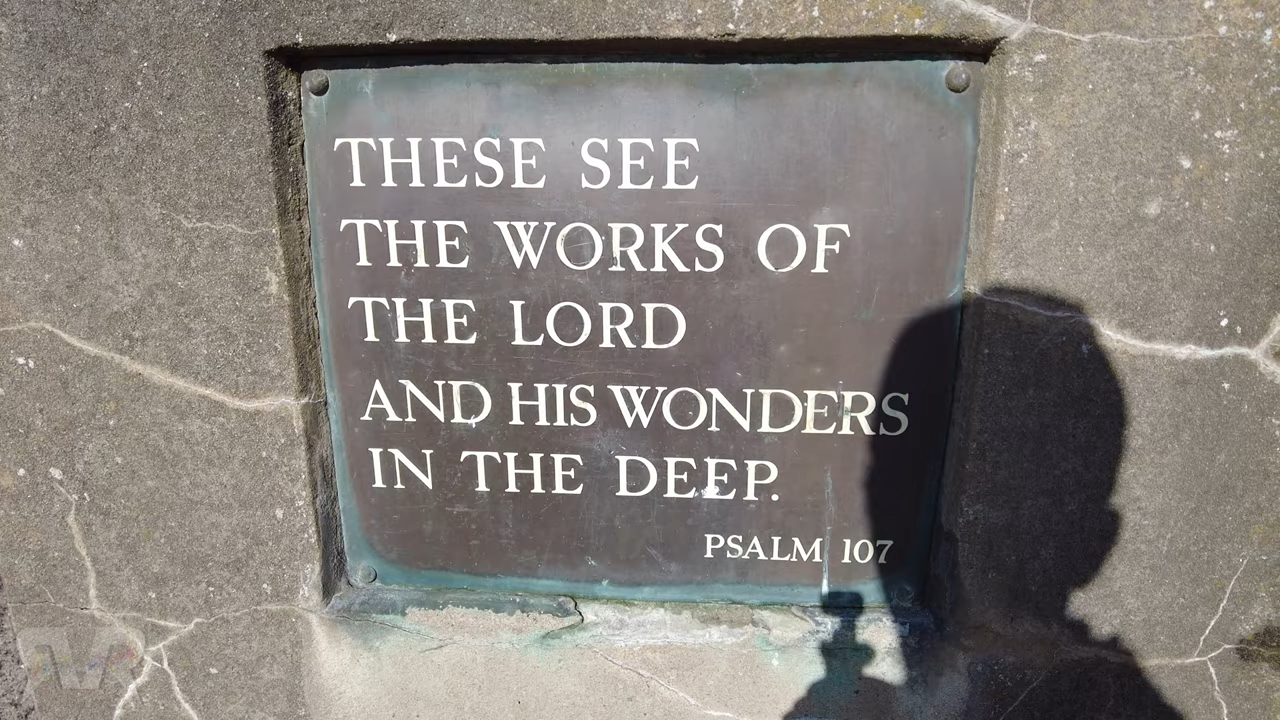 THESE SEE
THE WORKS OF
THE LORD
AND HIS WONDERS
IN THE DEEP.
PSALM 107